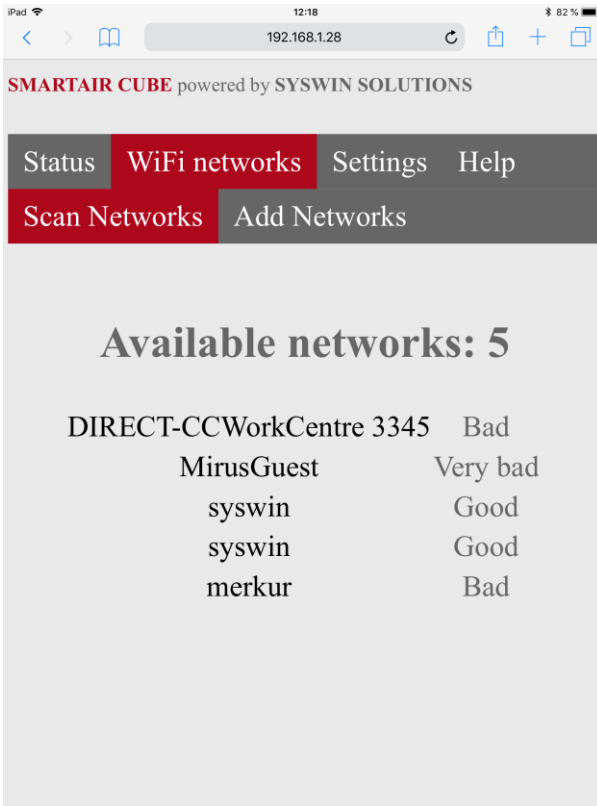 iPad 12:18 82 %
192.168.1.28
SMARTAIR CUBE powered by SYSWIN SOLUTIONS
Status WiFi networks Settings Help
Scan Networks Add Networks
Available networks: 5
DIRECT-CCWorkCentre 3345 Bad
MirusGuest Very bad
syswin Good
syswin Good
merkur Bad